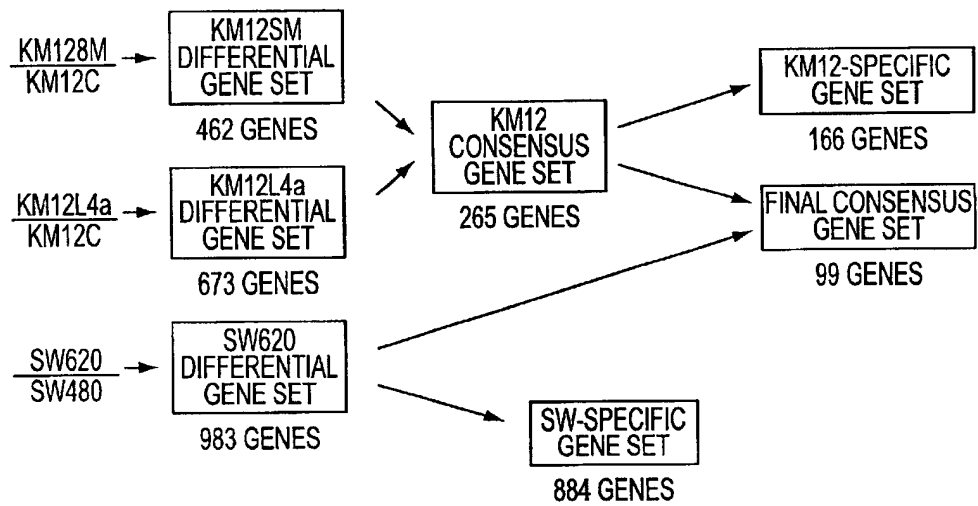 KM128M
KM12C
KM12SM
DIFFERENTIAL
GENE SET
462 GENES
KM12L4a
KM12C
KM12L4a
DIFFERENTIAL
GENE SET
673 GENES
SW620
SW480
SW620
DIFFERENTIAL
GENE SET
983 GENES
KM12
CONSENSUS
GENE SET
265 GENES
KM12-SPECIFIC
GENE SET
166 GENES
FINAL CONSENSUS
GENE SET
99 GENES
SW-SPECIFIC
GENE SET
884 GENES